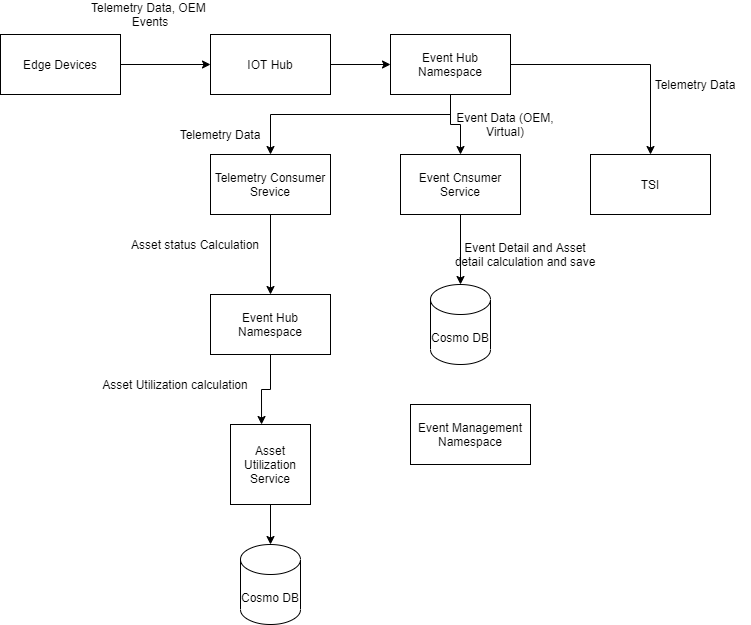 Telemetry Data, OEM
Events
Edge Devices
IOT Hub
Event Hub
Namespace
Telemetry Data
Event Data (OEM,
Virtual)
Telemetry Data
Telemetry Consumer
Srevice
Event Cnsumer
Service
TSI
Asset status Calculation
Event Detail and Asset
detail calculation and save
Event Hub
Namespace
Cosmo DB
Asset Utilization calculation
Event Management
Namespace
Asset
Utilization
Service
Cosmo DB